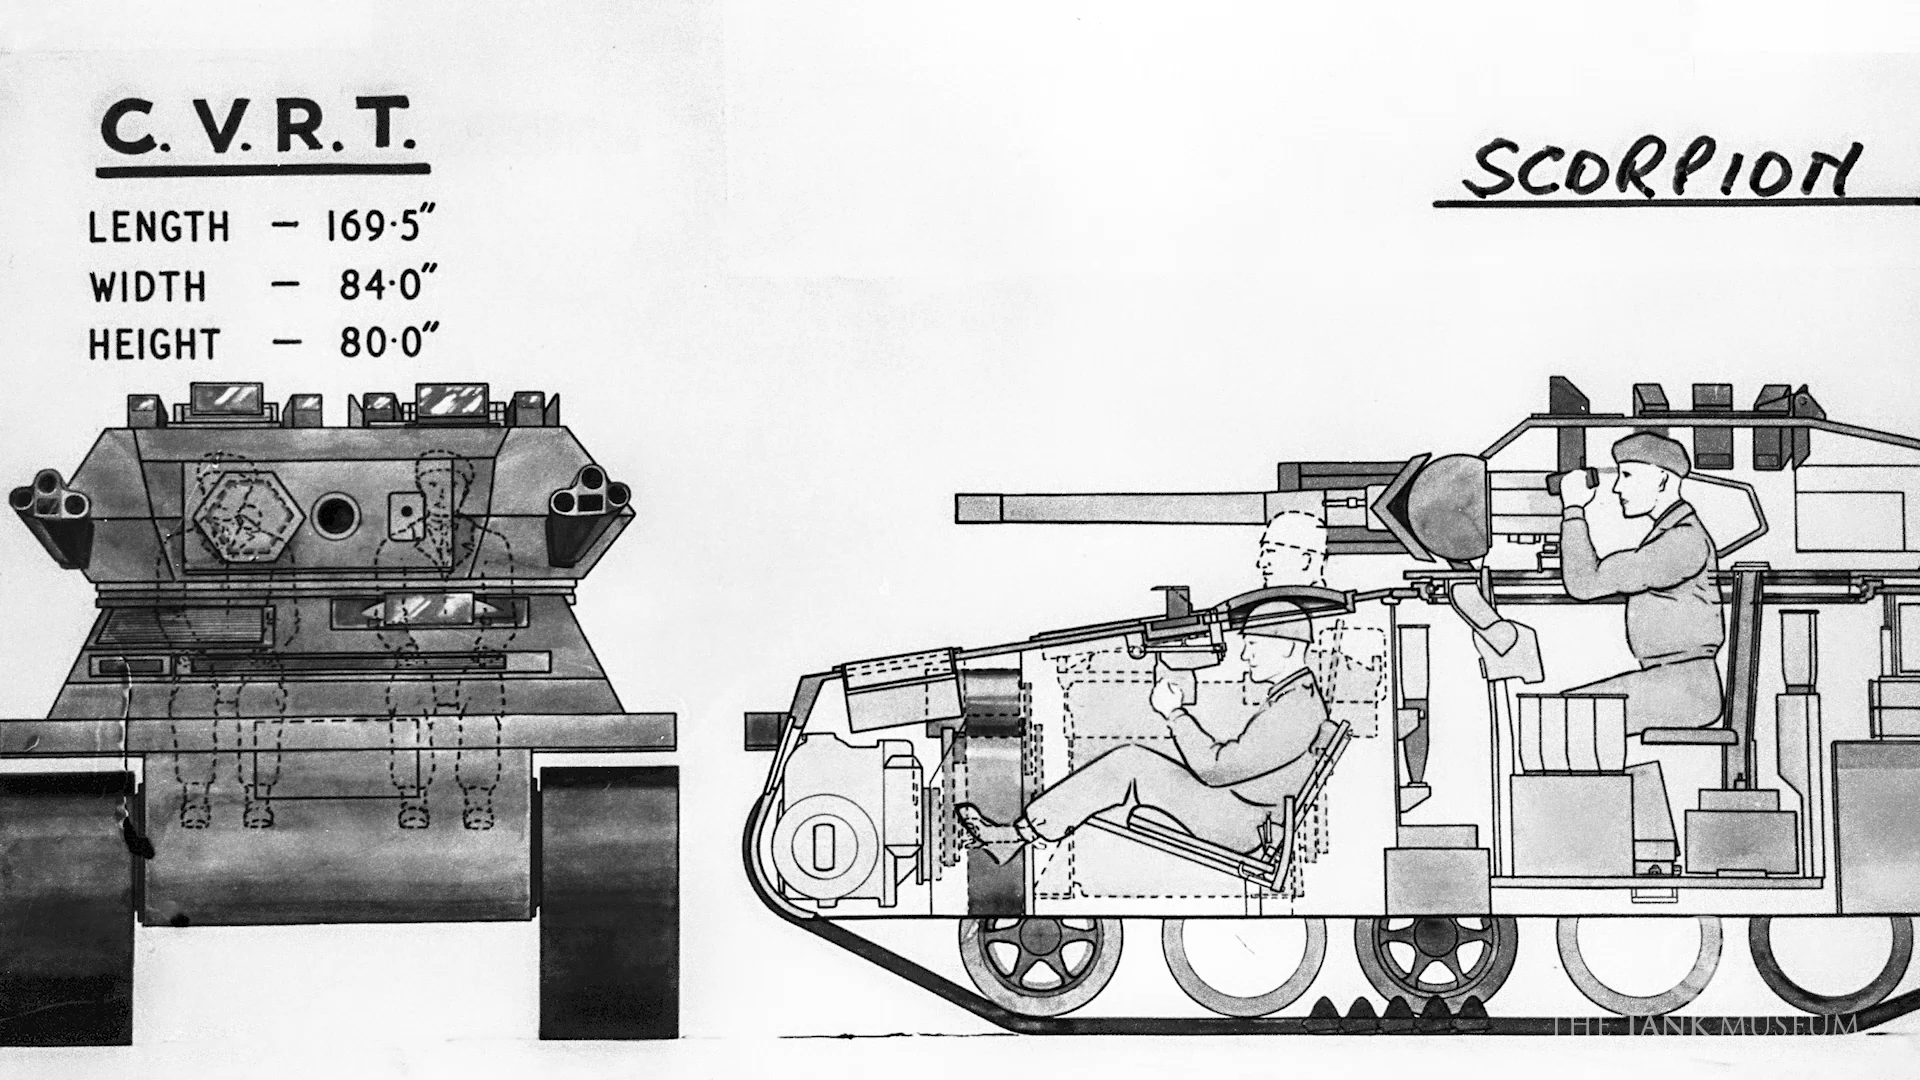 C.V.R.T.
LENGTH – 169·5"
WIDTH – 84·0"
HEIGHT – 80·0"
SCORPION
THE TANK MUSEUM